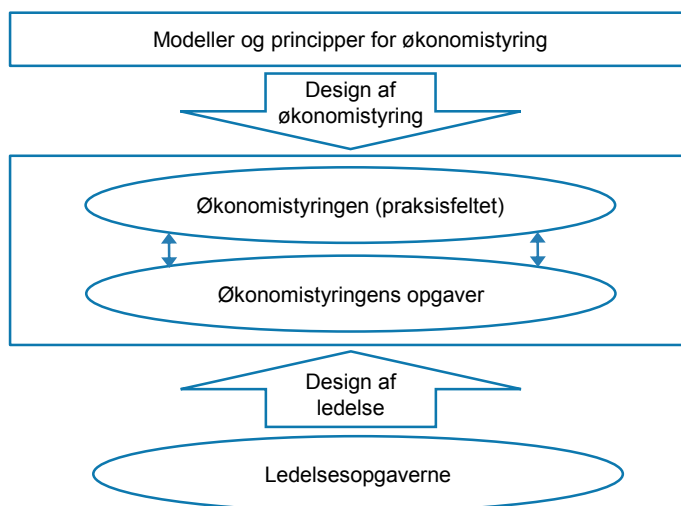 Modeller og principper for økonomistyring
Design af
økonomistyring
Økonomistyringen (praksisfeltet)
Økonomistyringens opgaver
Design af
ledelse
Ledelsesopgaverne